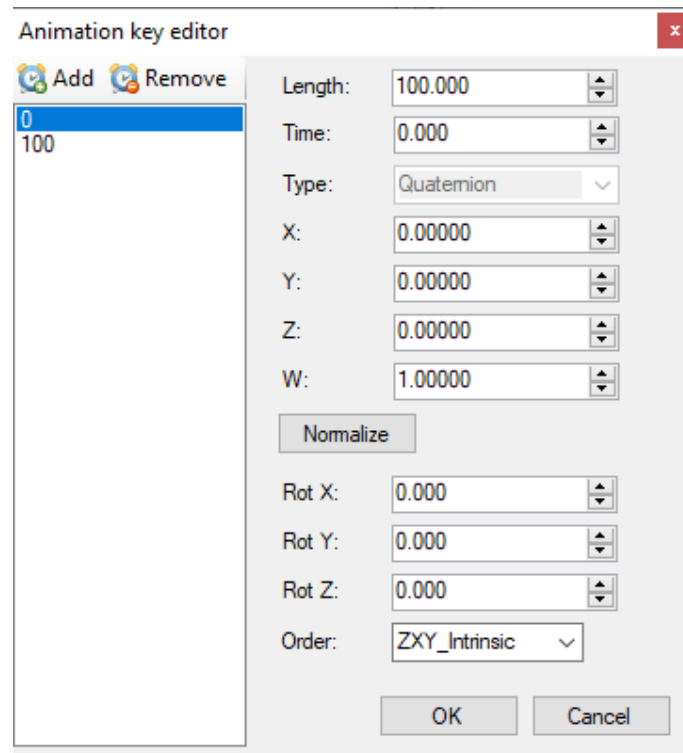 Animation key editor
x
Add Remove
0
100
Length: 100.000
Time: 0.000
Type: Quaternion
X: 0.00000
Y: 0.00000
Z: 0.00000
W: 1.00000
Normalize
Rot X: 0.000
Rot Y: 0.000
Rot Z: 0.000
Order: ZXY_Intrinsic
OK Cancel